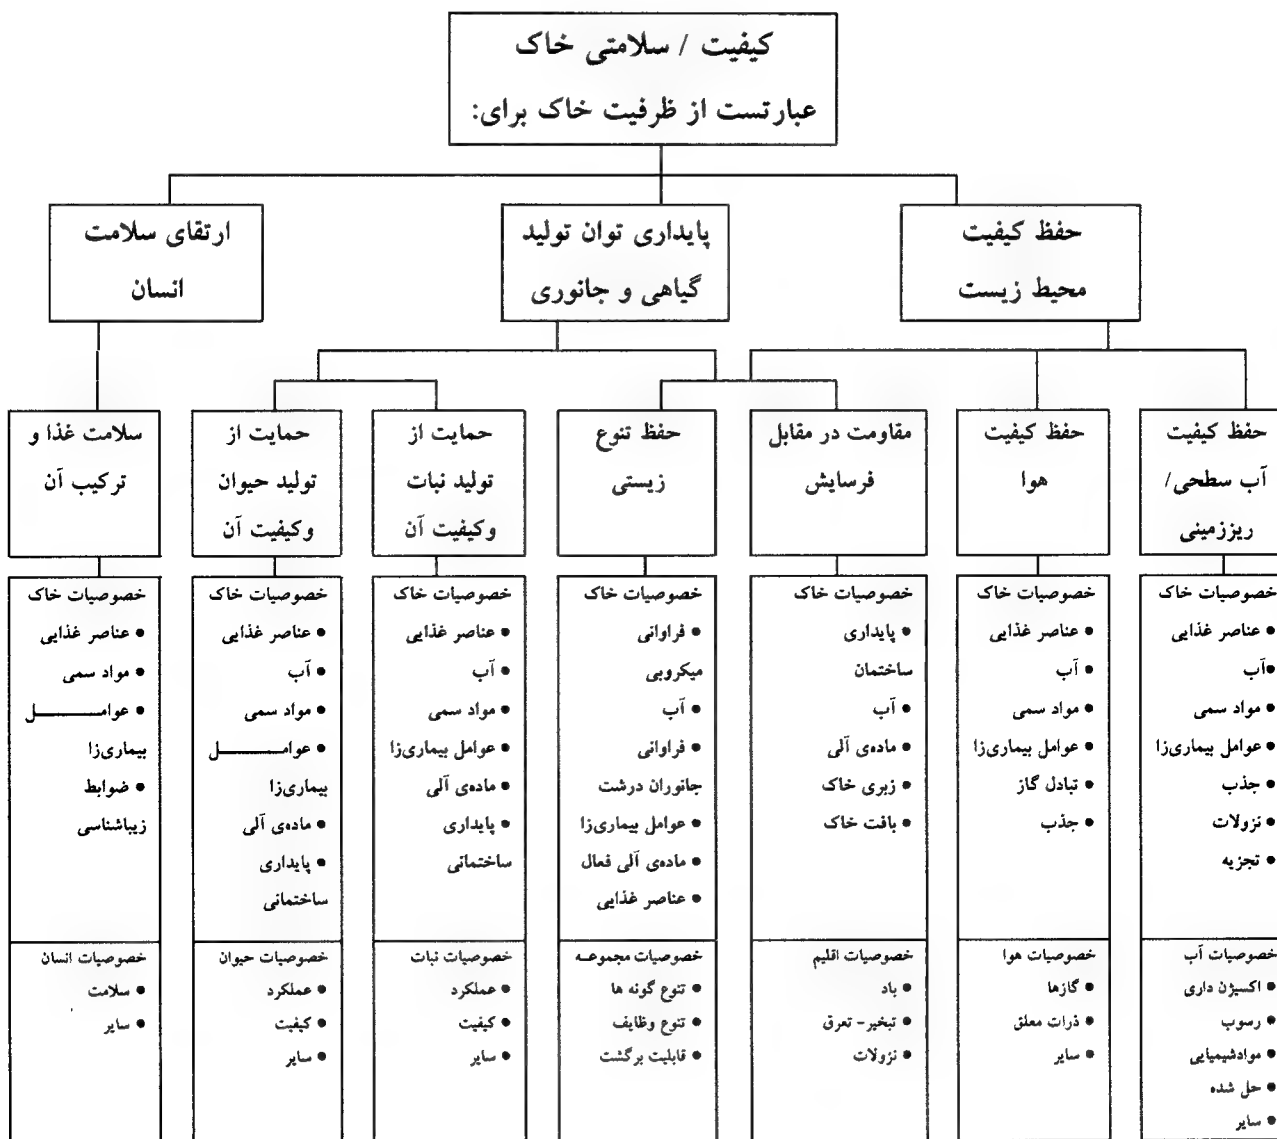 کیفیت / سلامتی خاک
عبارتست از ظرفیت خاک برای:
حفظ کیفیت
محیط زیست
پایداری توان تولید
گیاهی و جانوری
ارتقای سلامت
انسان
حفظ کیفیت
آب سطحی/
ریززمینی
حفظ کیفیت
هوا
مقاومت در مقابل
فرسایش
حفظ تنوع
زیستی
حمایت از
تولید نبات
وکیفیت آن
حمایت از
تولید حیوان
وکیفیت آن
سلامت غذا و
ترکیب آن
خصوصیات خاک
• عناصر غذایی
•آب
• مواد سمی
• عوامل بیماری‌زا
• جذب
• نزولات
• تجزیه
خصوصیات آب
• اکسیژن داری
• رسوب
• موادشیمیایی
• حل شده
• سایر
خصوصیات خاک
• عناصر غذایی
• آب
• مواد سمی
• عوامل بیماری‌زا
• تبادل گاز
• جذب
خصوصیات هوا
• گازها
• ذرات معلق
• سایر
خصوصیات خاک
• پایداری
ساختمان
• آب
• ماده‌ی آلی
• زبری خاک
• بافت خاک
خصوصیات اقلیم
• باد
• تبخیر- تعرق
• نزولات
خصوصیات خاک
• فراوانی
میکروبی
• آب
• فراوانی
جانوران درشت
• عوامل بیماری‌زا
• ماده‌ی آلی فعال
• عناصر غذایی
خصوصیات مجموعـه
• تنوع گونه ها
• تنوع وظایف
• قابلیت برگشت
خصوصیات خاک
• عناصر غذایی
• آب
• مواد سمی
• عوامل بیماری‌زا
• ماده‌ی آلی
• پایداری
ساختمانی
خصوصیات نبات
• عملکرد
• کیفیت
• سایر
خصوصیات خاک
• عناصر غذایی
• آب
• مواد سمی
• عوامـــــــل
بیماری‌زا
• ماده‌ی آلی
• پایداری
ساختمانی
خصوصیات حیوان
• عملکرد
• کیفیت
• سایر
خصوصیات خاک
• عناصر غذایی
• مواد سمی
• عوامـــــــل
بیماری‌زا
• ضوابط
زیباشناسی
خصوصیات انسان
• سلامت
• سایر